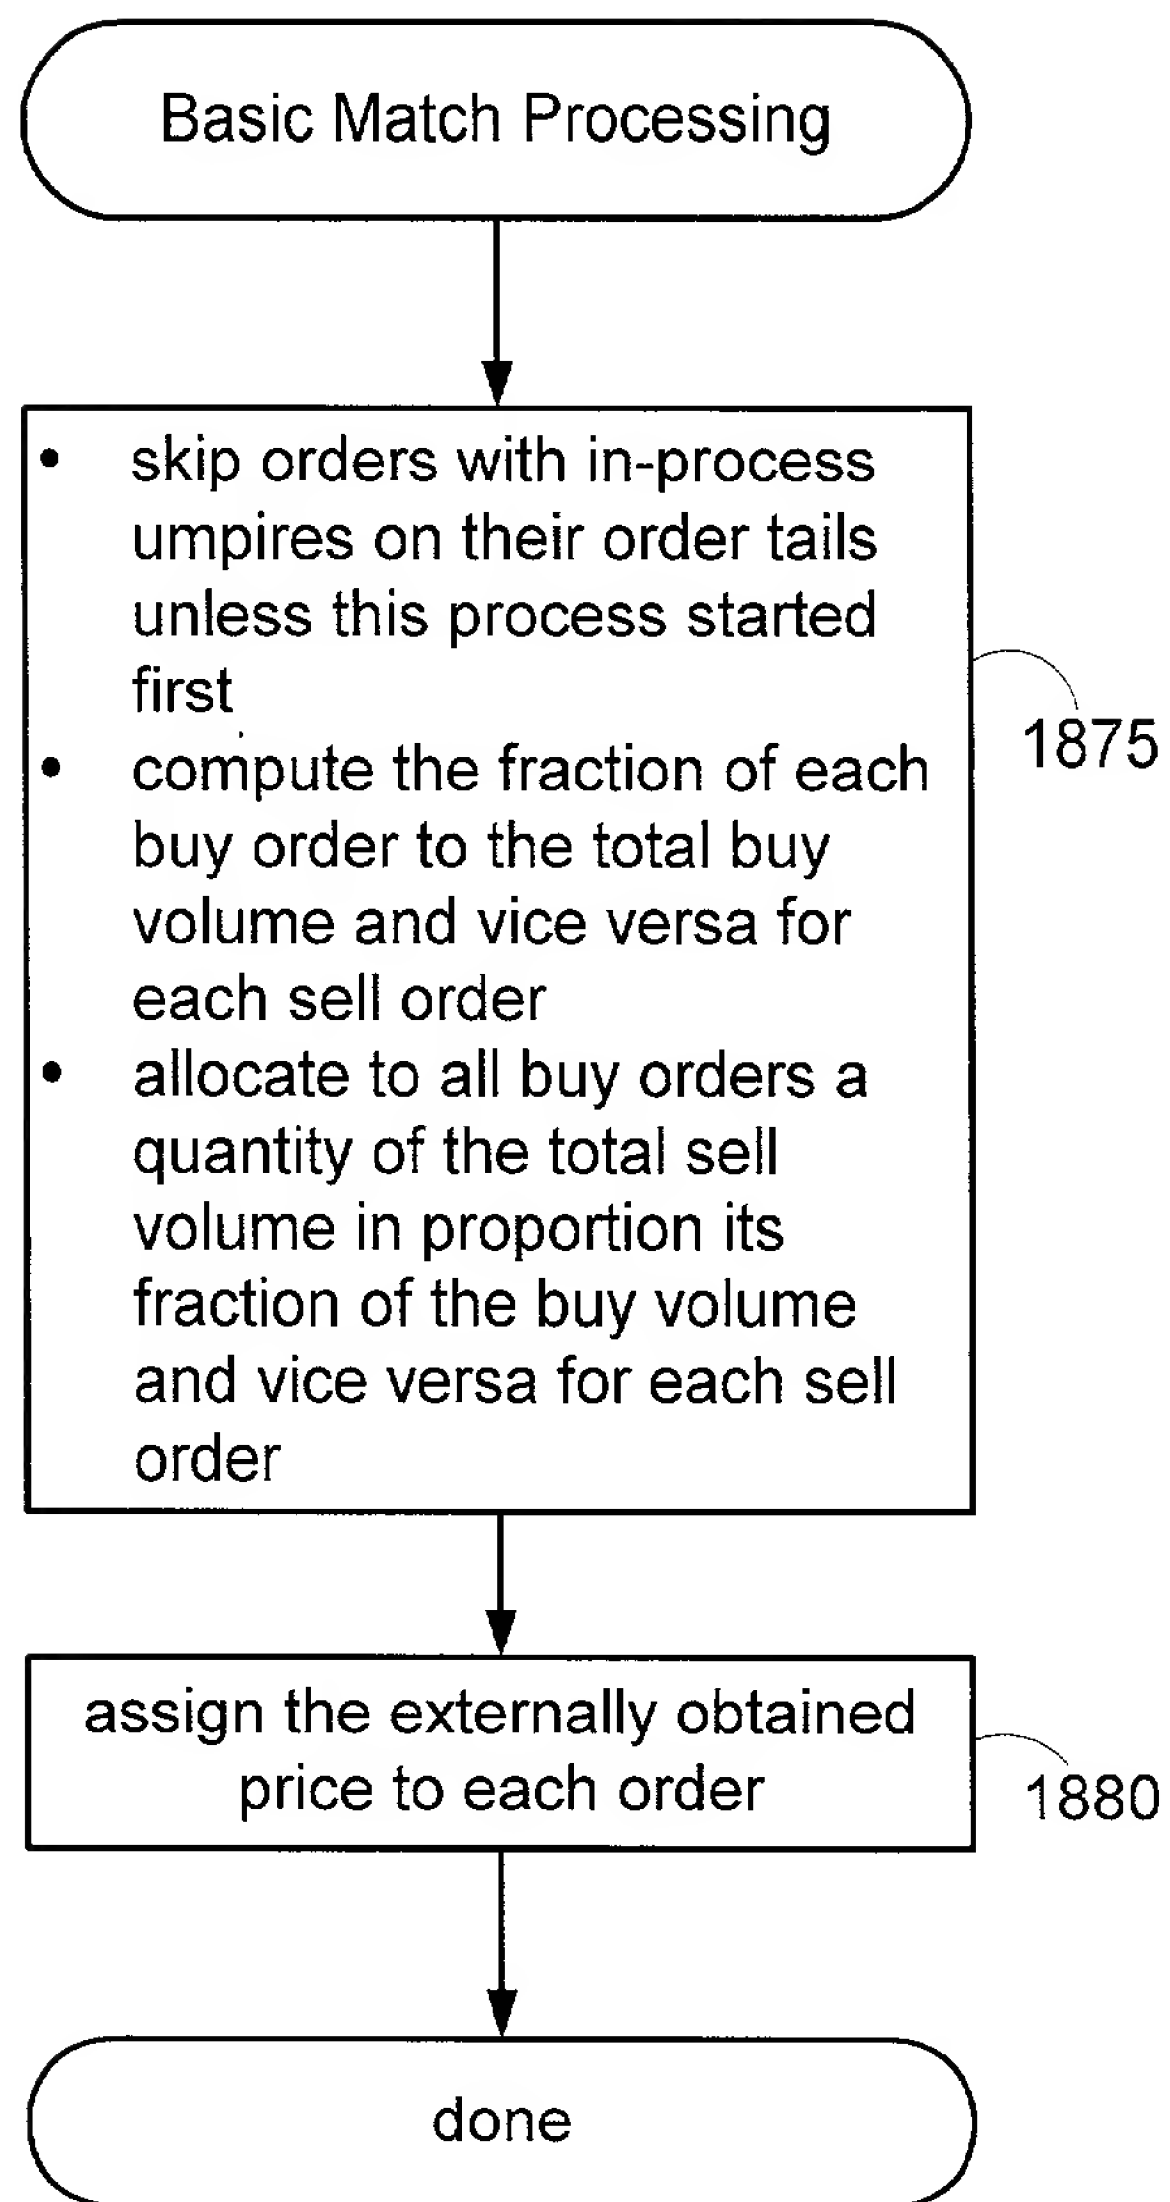 Basic Match Processing
• skip orders with in-process
umpires on their order tails
unless this process started
first
1875
• compute the fraction of each
buy order to the total buy
volume and vice versa for
each sell order
• allocate to all buy orders a
quantity of the total sell
volume in proportion its
fraction of the buy volume
and vice versa for each sell
order
assign the externally obtained
price to each order
1880
done